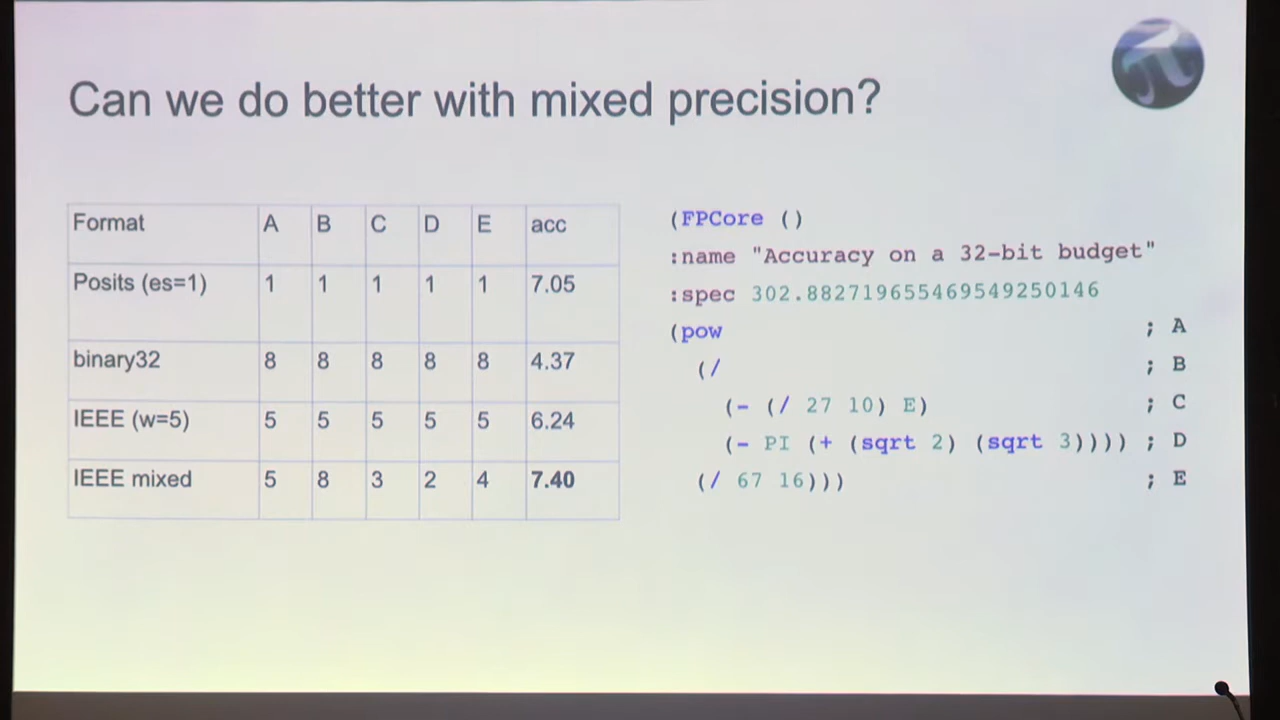 Can we do better with mixed precision?
Format A B C D E acc
Posits (es=1) 1 1 1 1 1 7.05
binary32 8 8 8 8 8 4.37
IEEE (w=5) 5 5 5 5 5 6.24
IEEE mixed 5 8 3 2 4 7.40
(FPCore ()
:name "Accuracy on a 32-bit budget"
:spec 302.882719655469549250146
(pow ; A
(/ ; B
(- (/ 27 10) E) ; C
(- PI (+ (sqrt 2) (sqrt 3)))) ; D
(/ 67 16))) ; E